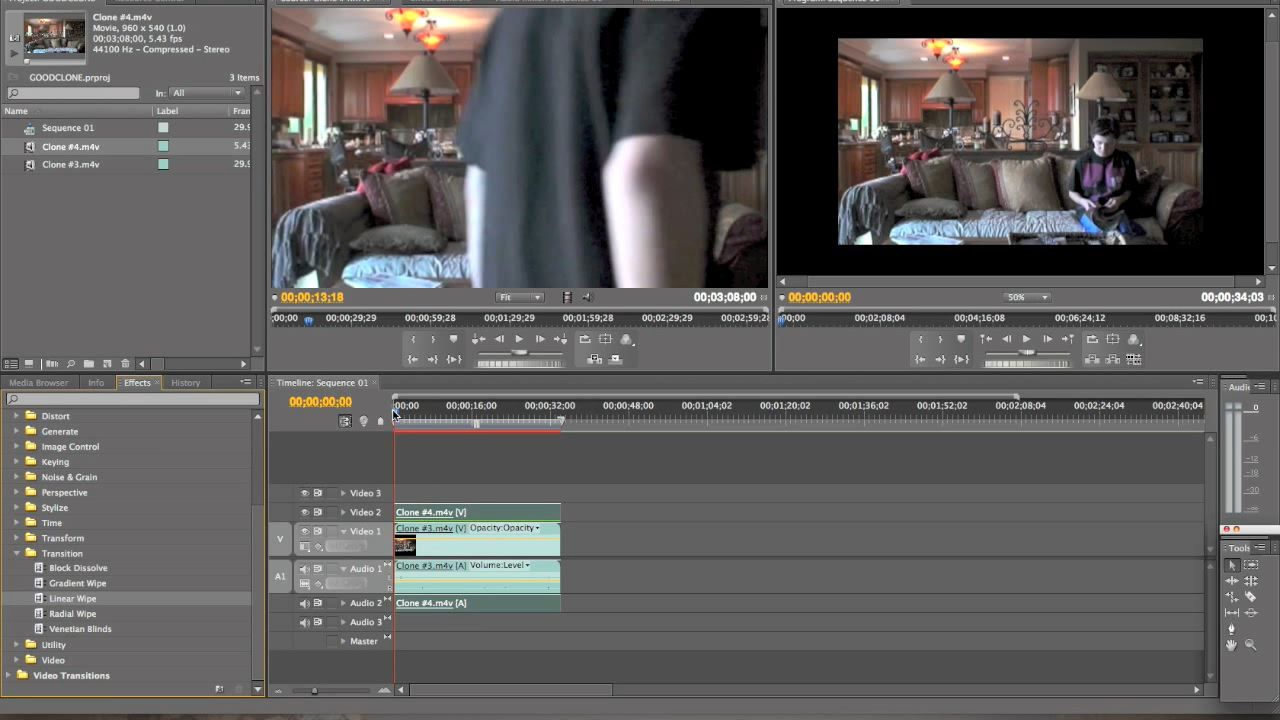 Clone #4.m4v
Movie, 960 x 540 (1.0)
00;03;08;00, 5.43 fps
44100 Hz - Compressed - Stereo
GOODCLONE.prproj
3 Items
In: All
Name Label Fran
Sequence 01 29.9
Clone #4.m4v 5.43
Clone #3.m4v 29.9
00;00;13;18 Fit 00;03;08;00
;00;00 00;00;29;29 00;00;59;28 00;01;29;29 00;01;59;28 00;02;29;29 00;02;59;2
00;00;00;00 50% 00;00;34;03
00;00 00;02;08;04 00;04;16;08 00;06;24;12 00;08;32;16 00;1
Media Browser Info Effects × History
Distort
Generate
Image Control
Keying
Noise & Grain
Perspective
Stylize
Time
Transform
Transition
Block Dissolve
Gradient Wipe
Linear Wipe
Radial Wipe
Venetian Blinds
Utility
Video
Video Transitions
Timeline: Sequence 01 ×
00;00;00;00
00;00 00;00;16;00 00;00;32;00 00;00;48;00 00;01;04;02 00;01;20;02 00;01;36;02 00;01;52;02 00;02;08;04 00;02;24;04 00;02;40;04
Video 3
Video 2 Clone #4.m4v [V]
V Video 1 Clone #3.m4v [V] Opacity:Opacity
A1 Audio 1 Clone #3.m4v [A] Volume:Level
Audio 2 Clone #4.m4v [A]
Audio 3
Master
Audio
0
-6
-12
-18
-30
Tools